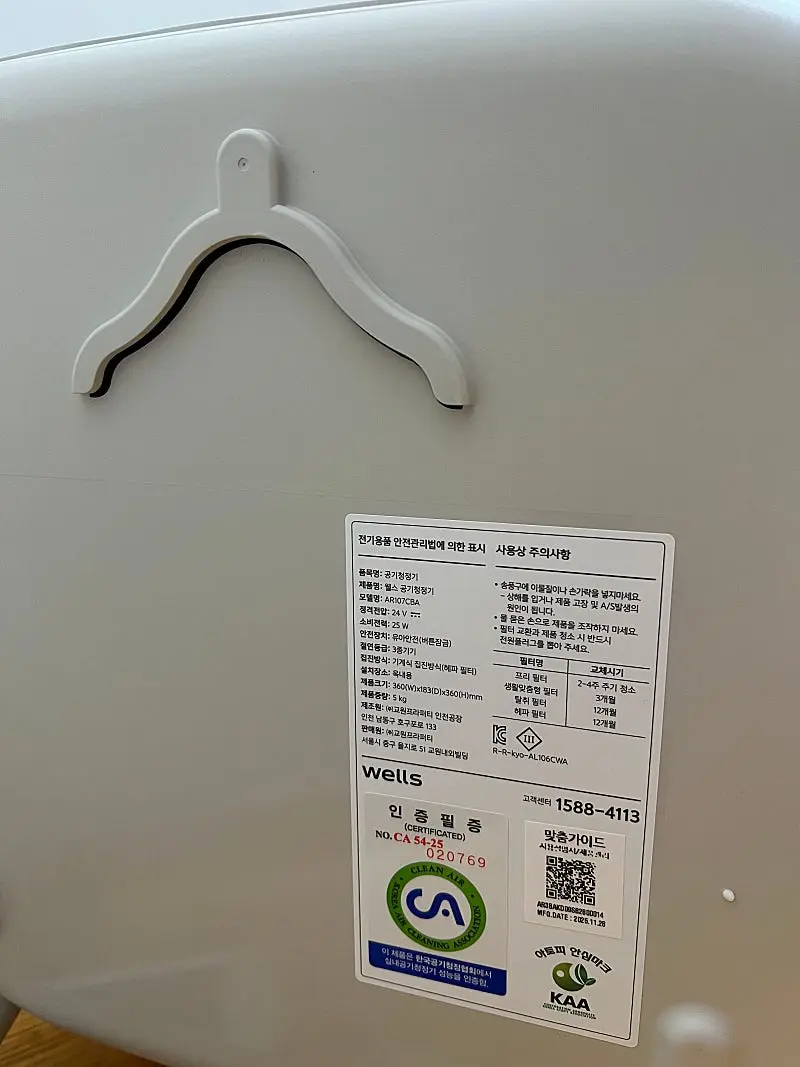 전기용품 안전관리법에 의한 표시
품목명: 공기청정기
제품명: 웰스 공기청정기
모델명: AR107CBA
정격전압: 24 V
소비전력: 25 W
안전장치: 유아안전(버튼잠금)
절연등급: 3종기기
집진방식: 기계식 집진방식(헤파 필터)
설치장소: 옥내용
제품크기: 360(W)x183(D)x360(H)mm
제품중량: 5 kg
제조원: ㈜교원프라퍼티 인천공장
인천 남동구 호구포로 133
판매원: ㈜교원프라퍼티
서울시 중구 을지로 51 교원내외빌딩
사용상 주의사항
• 송풍구에 이물질이나 손가락을 넣지마세요.
- 상해를 입거나 제품 고장 및 A/S발생의
원인이 됩니다.
• 물 묻은 손으로 제품을 조작하지 마세요.
• 필터 교환과 제품 청소 시 반드시
전원플러그를 뽑아 주세요.
필터명 교체시기
프리 필터 2-4주 주기 청소
생활맞춤형 필터 3개월
탈취 필터 12개월
헤파 필터 12개월
III
R-R-kyo-AL106CWA
wells
고객센터 1588-4113
인증필증
(CERTIFICATED)
NO. CA 54-25
020769
CLEAN AIR
CA
KOREA AIR CLEANING ASSOCIATION
이 제품은 한국공기청정협회에서
실내공기청정기 성능을 인증함.
맞춤가이드
사용설명서/제품관리
MFG.DATE : 2025.11.28
아토피 안심마크
KAA